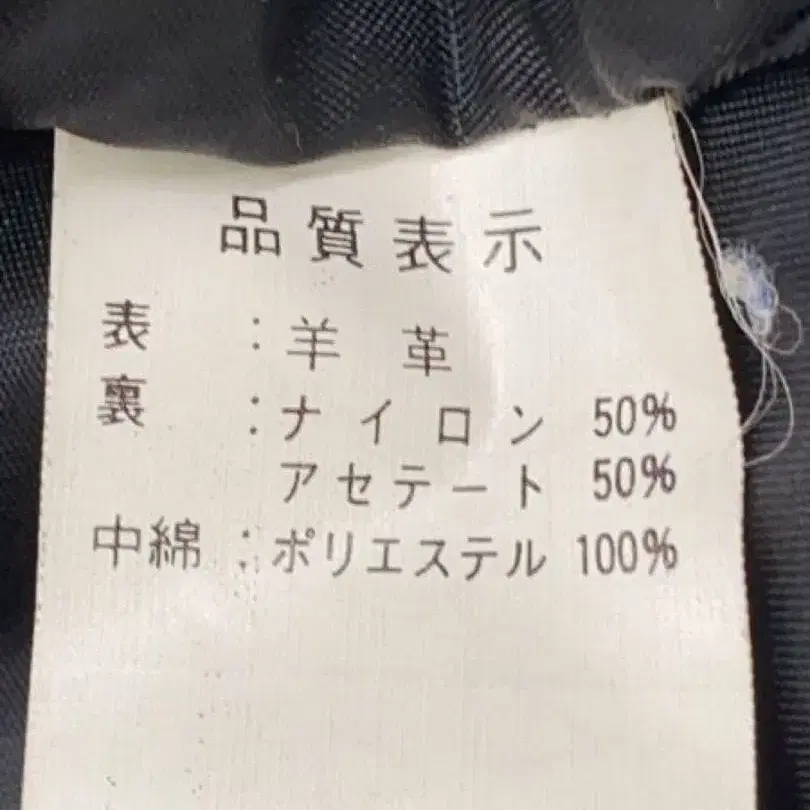 品質表示
表 : 羊 革
裏 : ナイロン 50%
アセテート 50%
中綿 : ポリエステル 100%